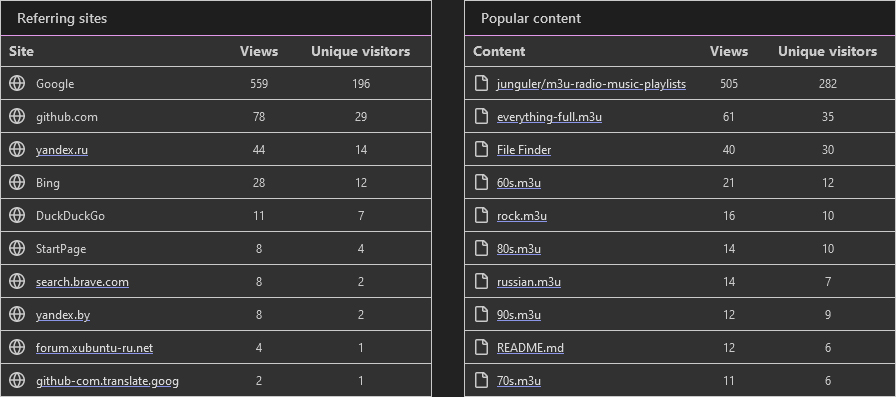 Referring sites
Site Views Unique visitors
Google 559 196
github.com 78 29
yandex.ru 44 14
Bing 28 12
DuckDuckGo 11 7
StartPage 8 4
search.brave.com 8 2
yandex.by 8 2
forum.xubuntu-ru.net 4 1
github-com.translate.goog 2 1
Popular content
Content Views Unique visitors
junguler/m3u-radio-music-playlists 505 282
everything-full.m3u 61 35
File Finder 40 30
60s.m3u 21 12
rock.m3u 16 10
80s.m3u 14 10
russian.m3u 14 7
90s.m3u 12 9
README.md 12 6
70s.m3u 11 6